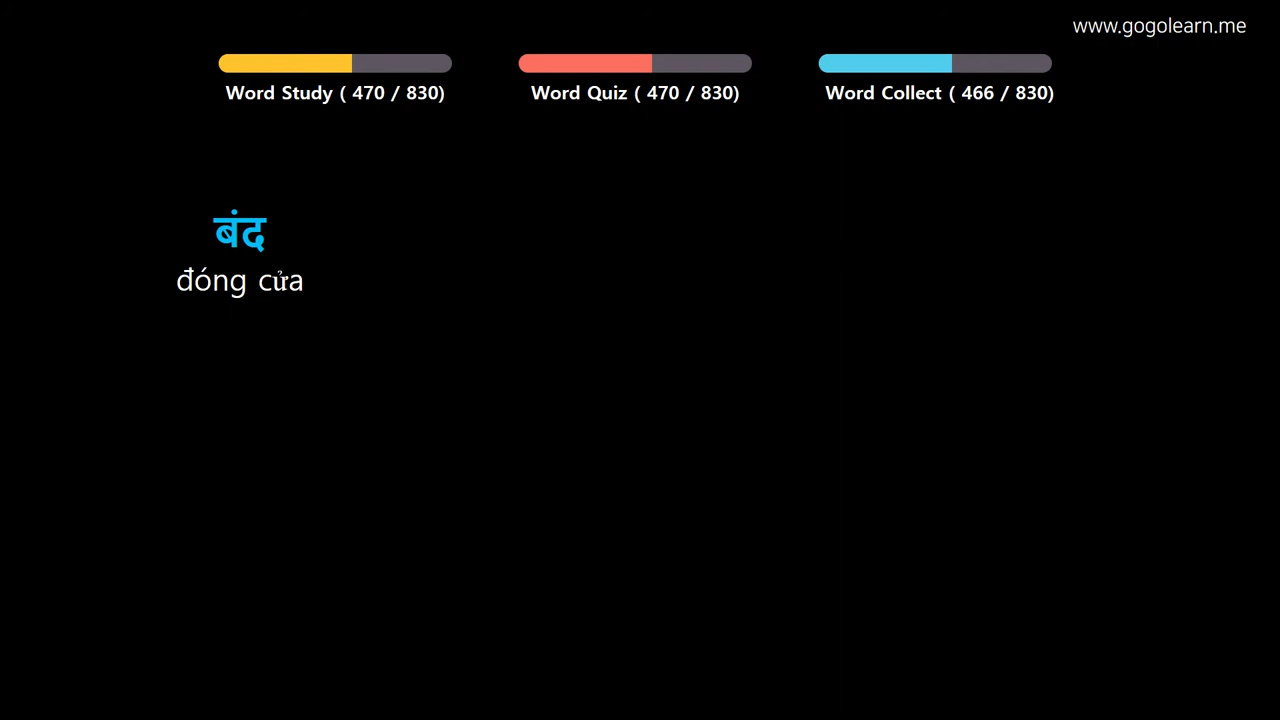 www.gogolearn.me
Word Study ( 470 / 830)
Word Quiz ( 470 / 830)
Word Collect ( 466 / 830)
बंद
đóng cửa